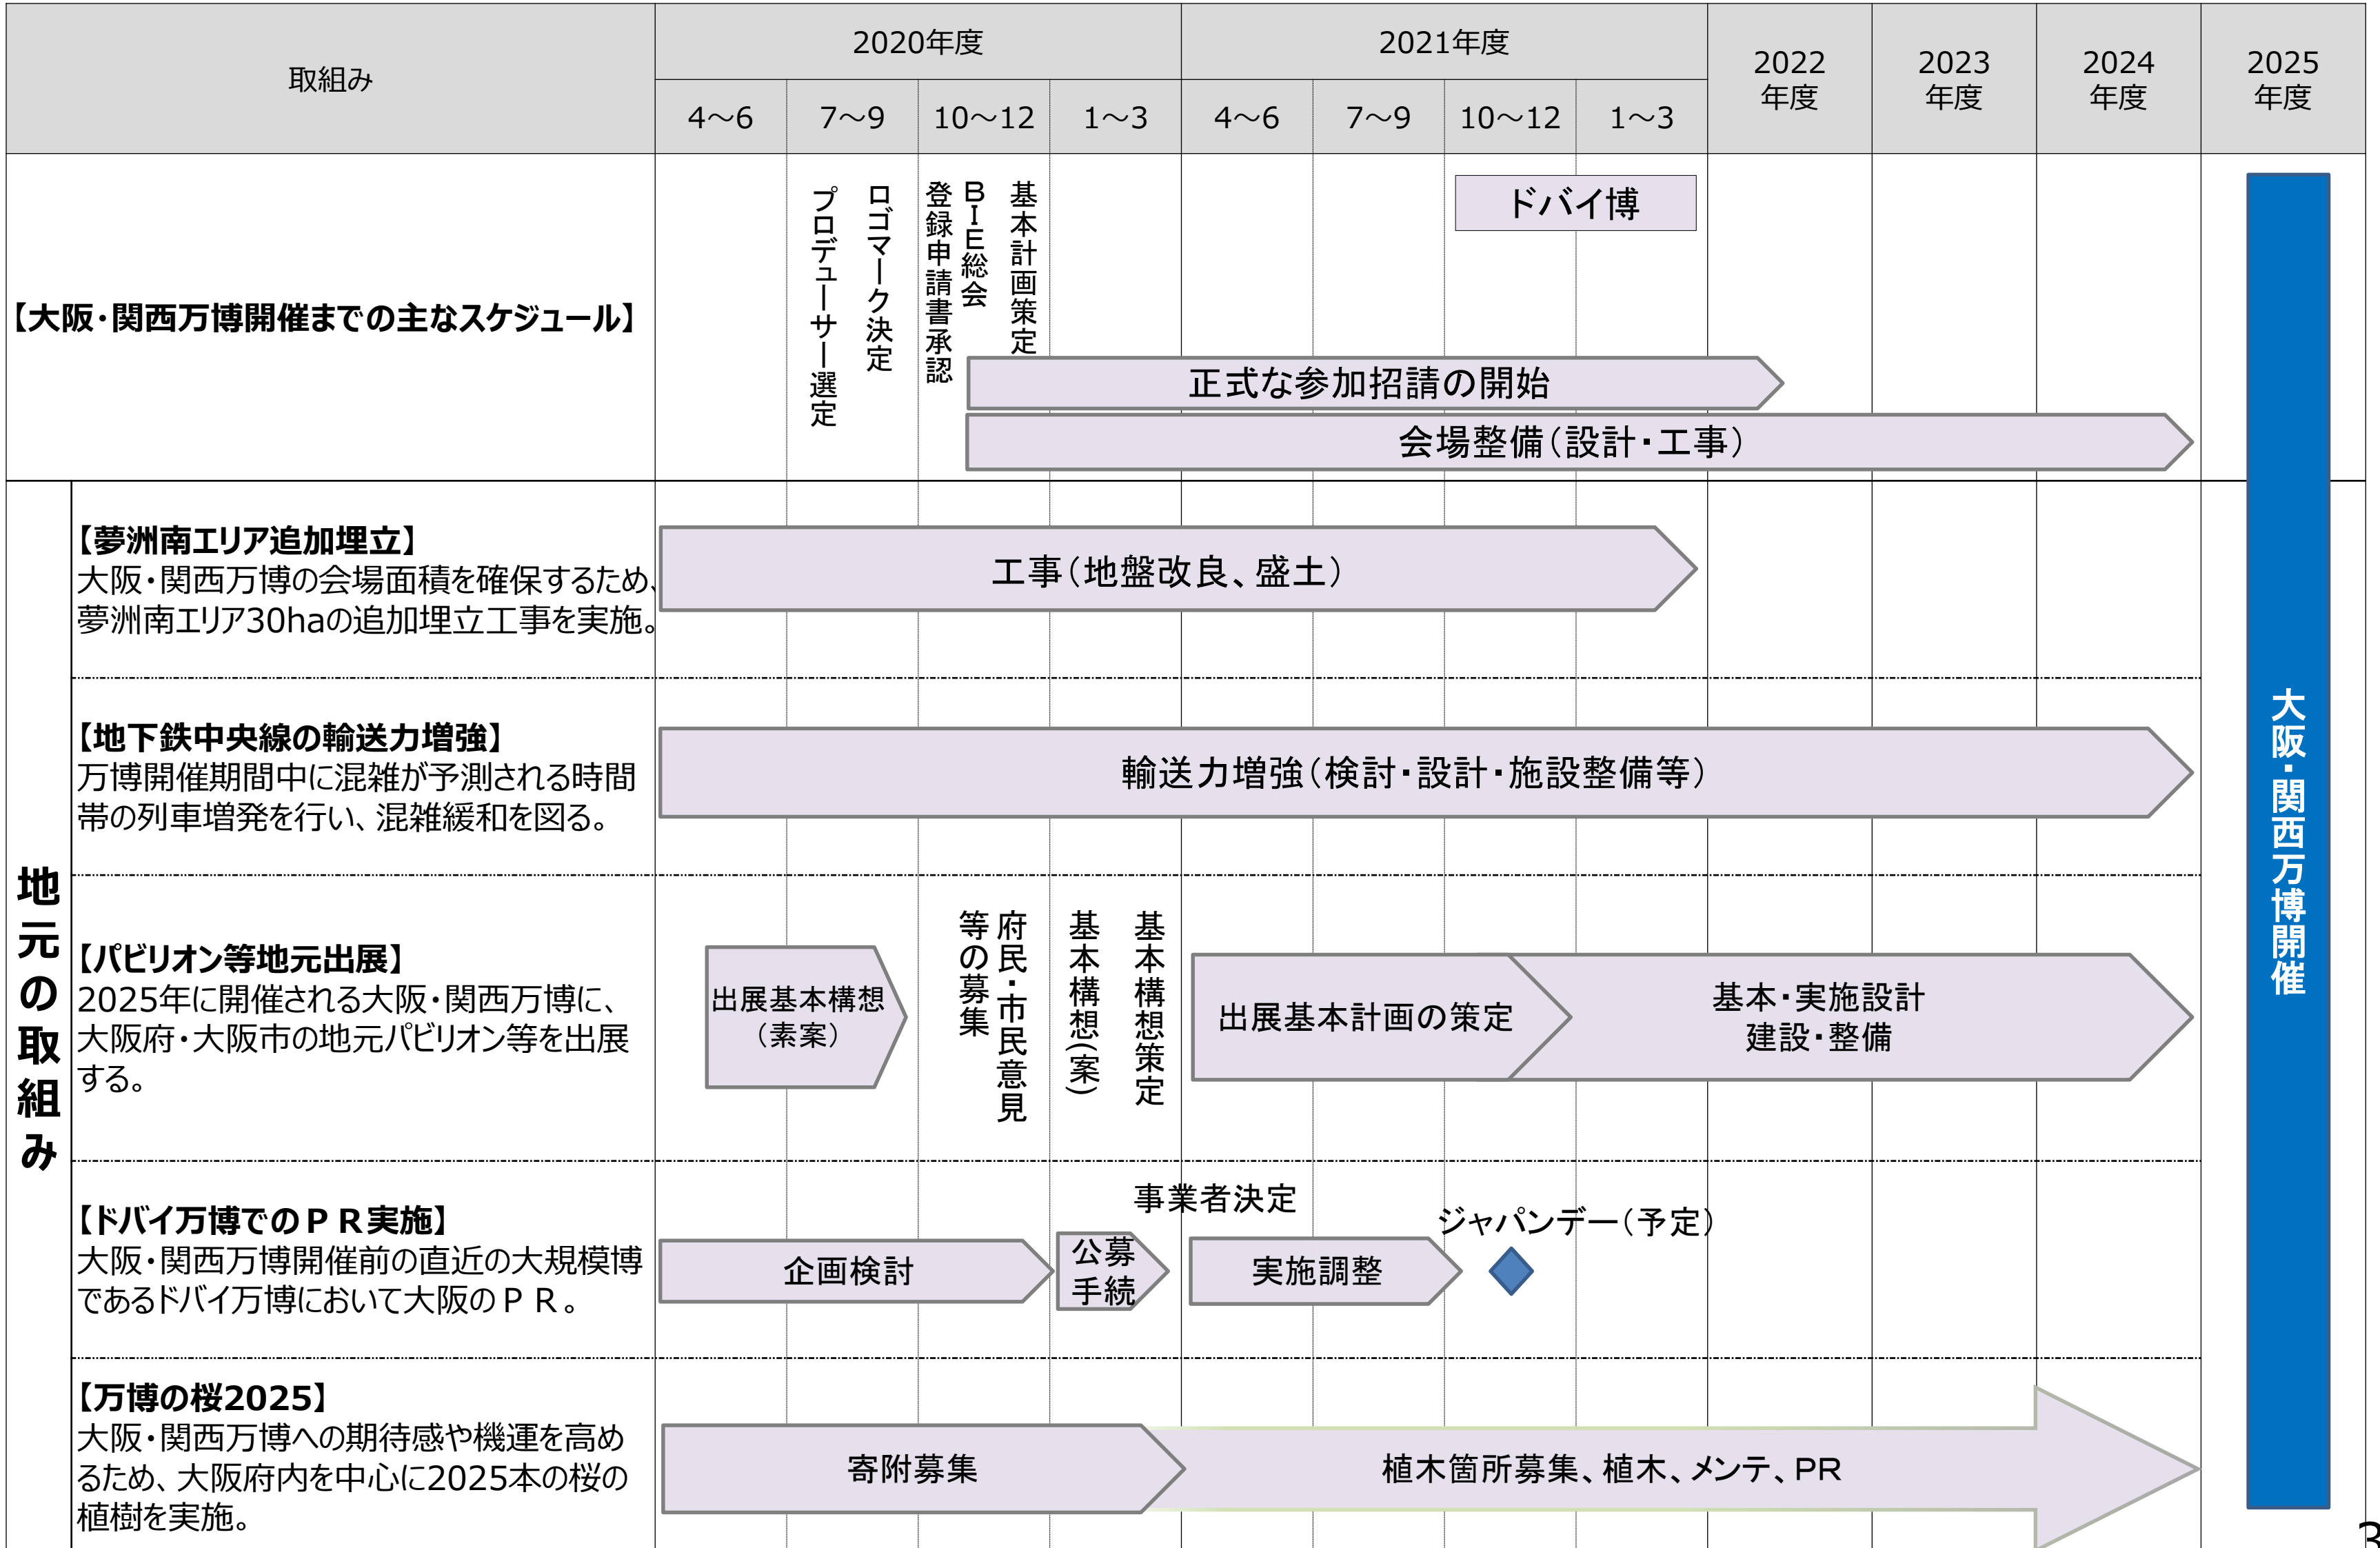 取組み
2020年度
2021年度
2022
年度
2023
年度
2024
年度
2025
年度
4～6
7～9
10～12
1～3
4～6
7～9
10～12
1～3
【大阪・関西万博開催までの主なスケジュール】
プロデューサー選定
ロゴマーク決定
ＢＩＥ総会
登録申請書承認
基本計画策定
ドバイ博
正式な参加招請の開始
会場整備（設計・工事）
大阪・関西万博開催
地元の取組み
【夢洲南エリア追加埋立】
大阪・関西万博の会場面積を確保するため、
夢洲南エリア30haの追加埋立工事を実施。
工事（地盤改良、盛土）
【地下鉄中央線の輸送力増強】
万博開催期間中に混雑が予測される時間
帯の列車増発を行い、混雑緩和を図る。
輸送力増強（検討・設計・施設整備等）
【パビリオン等地元出展】
2025年に開催される大阪・関西万博に、
大阪府・大阪市の地元パビリオン等を出展
する。
出展基本構想
（素案）
府民・市民意見
等の募集
基本構想（案）
基本構想策定
出展基本計画の策定
基本・実施設計
建設・整備
【ドバイ万博でのＰＲ実施】
大阪・関西万博開催前の直近の大規模博
であるドバイ万博において大阪のＰＲ。
企画検討
公募
手続
事業者決定
実施調整
ジャパンデー（予定）
【万博の桜2025】
大阪・関西万博への期待感や機運を高め
るため、大阪府内を中心に2025本の桜の
植樹を実施。
寄附募集
植木箇所募集、植木、メンテ、PR
3